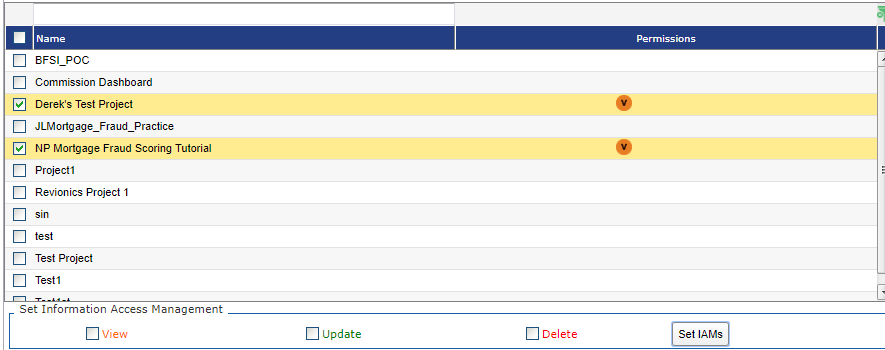 Name Permissions
BFSI_POC
Commission Dashboard
Derek's Test Project V
JLMortgage_Fraud_Practice
NP Mortgage Fraud Scoring Tutorial V
Project1
Revionics Project 1
sin
test
Test Project
Test1
Set Information Access Management
View Update Delete Set IAMs